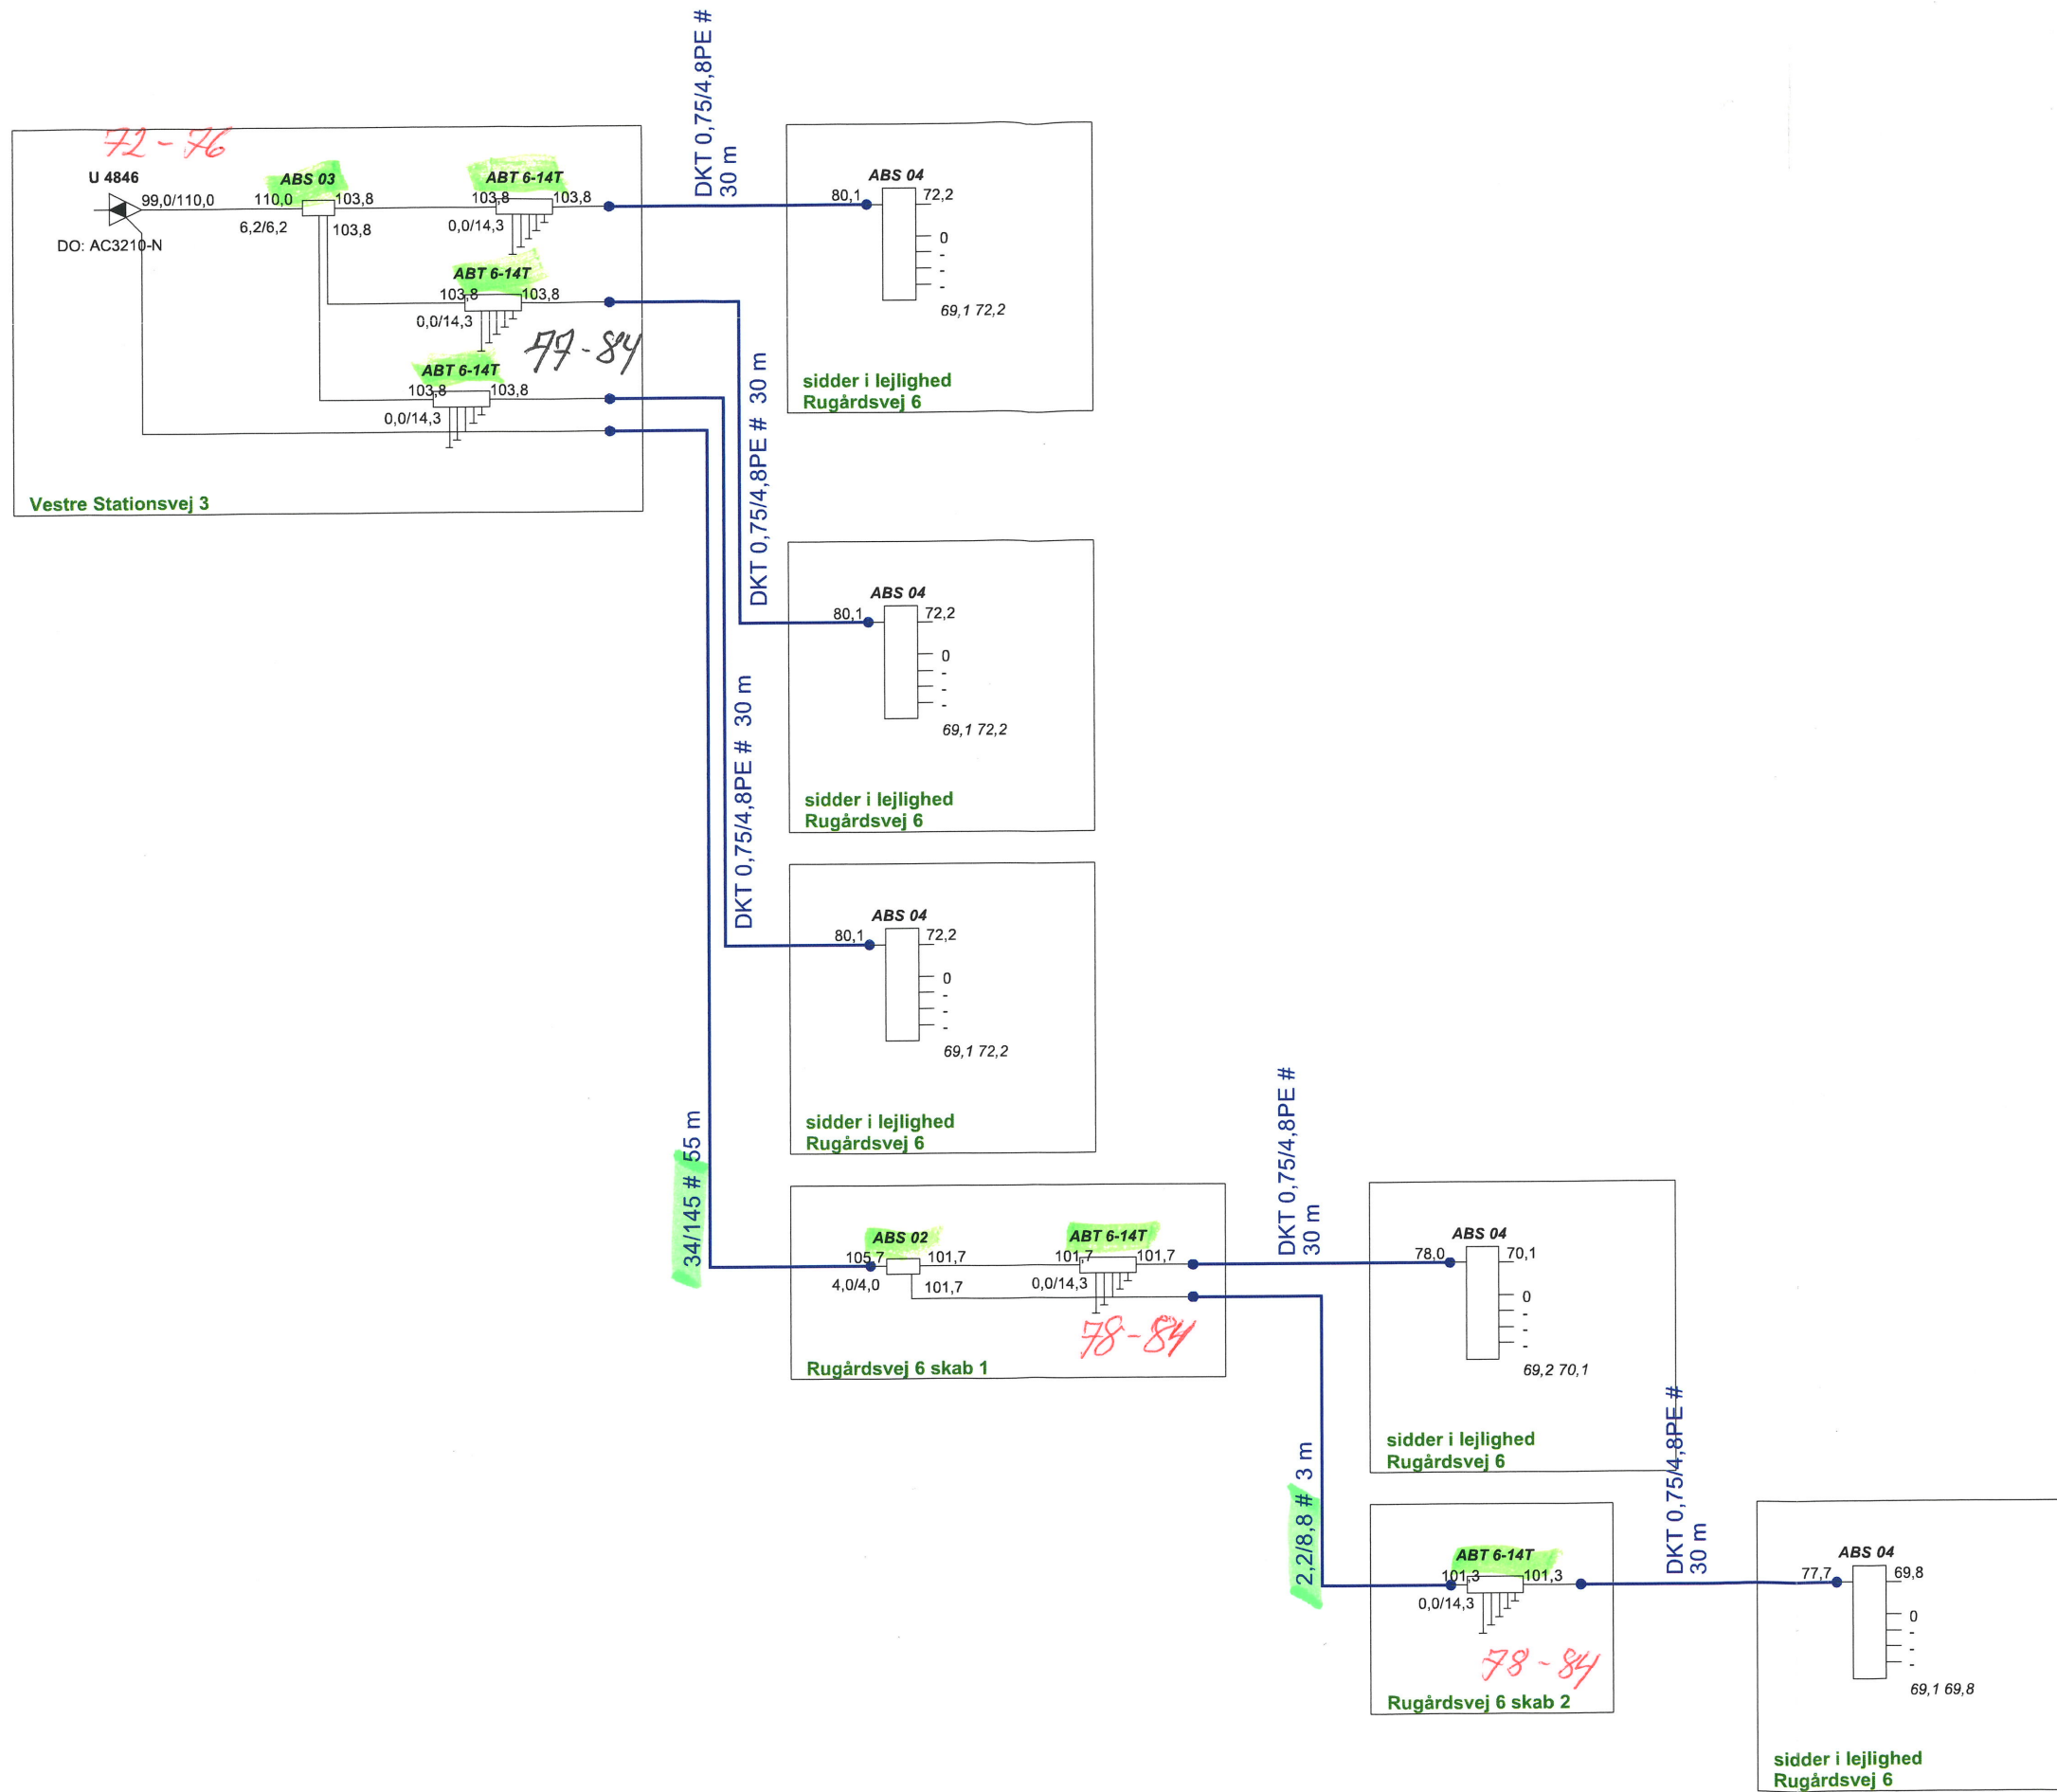 DKT 0,75/4,8PE #
30 m
72-76
U 4846
99,0/110,0
DO: AC3210-N
ABS 03
110,0
103,8
6,2/6,2
103,8
ABT 6-14T
103,8
103,8
0,0/14,3
ABT 6-14T
103,8
103,8
0,0/14,3
77-84
ABT 6-14T
103,8
103,8
0,0/14,3
Vestre Stationsvej 3
ABS 04
80,1
72,2
0
-
-
-
69,1 72,2
sidder i lejlighed
Rugårdsvej 6
DKT 0,75/4,8PE # 30 m
ABS 04
80,1
72,2
0
-
-
-
69,1 72,2
sidder i lejlighed
Rugårdsvej 6
DKT 0,75/4,8PE # 30 m
ABS 04
80,1
72,2
0
-
-
-
69,1 72,2
sidder i lejlighed
Rugårdsvej 6
34/145 # 55 m
ABS 02
105,7
101,7
4,0/4,0
101,7
ABT 6-14T
101,7
101,7
0,0/14,3
78-84
Rugårdsvej 6 skab 1
DKT 0,75/4,8PE #
30 m
ABS 04
78,0
70,1
0
-
-
-
69,2 70,1
sidder i lejlighed
Rugårdsvej 6
2,2/8,8 # 3 m
ABT 6-14T
101,3
101,3
0,0/14,3
78-84
Rugårdsvej 6 skab 2
DKT 0,75/4,8PE #
30 m
ABS 04
77,7
69,8
0
-
-
-
69,1 69,8
sidder i lejlighed
Rugårdsvej 6